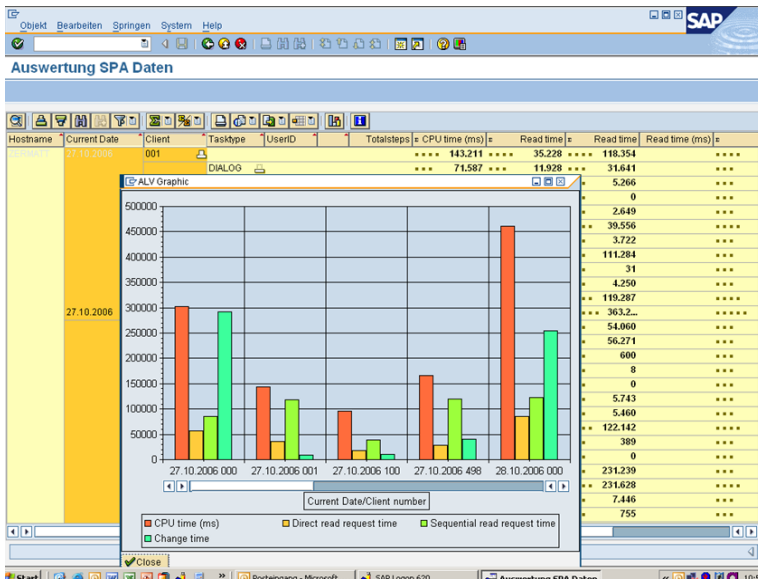 Objekt Bearbeiten Springen System Help
SAP
Auswertung SPA Daten
Hostname Current Date Client Tasktype UserID Totalsteps CPU time (ms) Read time Read time Read time (ms)
27.10.2006 001 143.211 35.228 118.354
DIALOG 71.587 11.928 31.641
ALV Graphic
5.266
0
2.649
39.556
3.722
111.284
31
4.250
119.287
27.10.2006 363.2...
54.060
56.271
600
8
0
5.743
5.460
122.142
389
0
231.239
231.628
7.446
755
500000
450000
400000
350000
300000
250000
200000
150000
100000
50000
0
27.10.2006 000 27.10.2006 001 27.10.2006 100 27.10.2006 498 28.10.2006 000
Current Date/Client number
CPU time (ms) Direct read request time Sequential read request time
Change time
Close
Start Posteingang - Microsoft SAP Logon 620 Auswertung SPA Daten